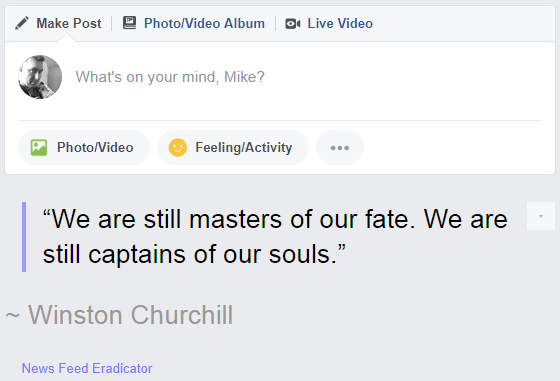 Make Post Photo/Video Album Live Video
What's on your mind, Mike?
Photo/Video Feeling/Activity
“We are still masters of our fate. We are
still captains of our souls.”
~ Winston Churchill
News Feed Eradicator